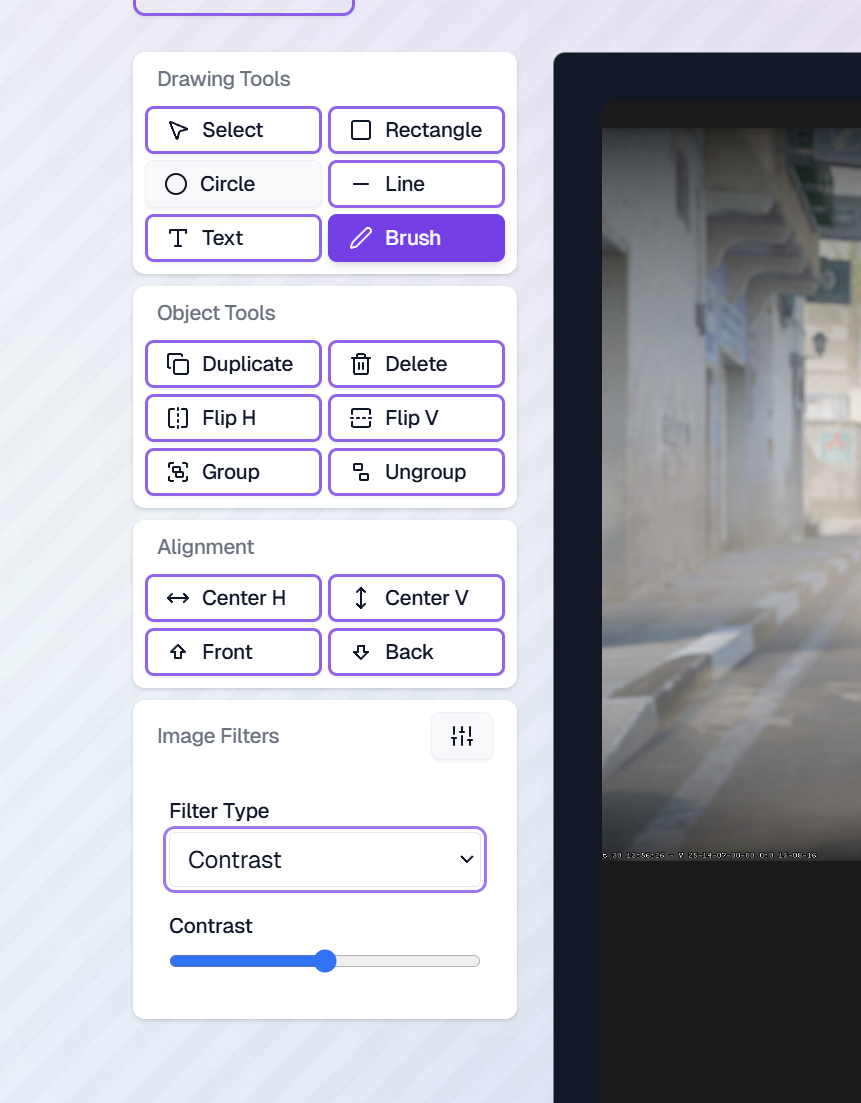 Drawing Tools
Select
Rectangle
Circle
Line
Text
Brush
Object Tools
Duplicate
Delete
Flip H
Flip V
Group
Ungroup
Alignment
Center H
Center V
Front
Back
Image Filters
Filter Type
Contrast
Contrast